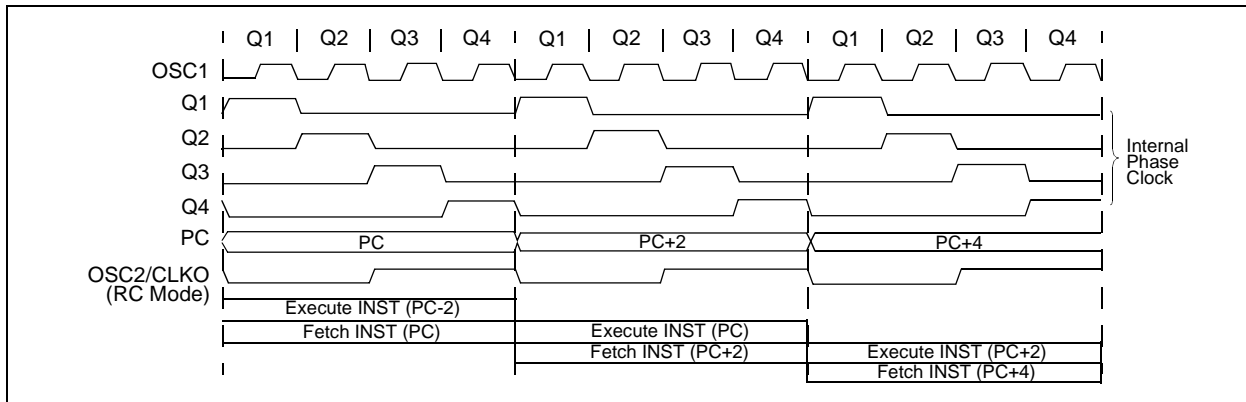 Q1 Q2 Q3 Q4 Q1 Q2 Q3 Q4 Q1 Q2 Q3 Q4
OSC1
Q1
Q2
Q3
Q4
Internal
Phase
Clock
PC PC PC+2 PC+4
OSC2/CLKO
(RC Mode)
Execute INST (PC-2)
Fetch INST (PC) Execute INST (PC)
Fetch INST (PC+2) Execute INST (PC+2)
Fetch INST (PC+4)